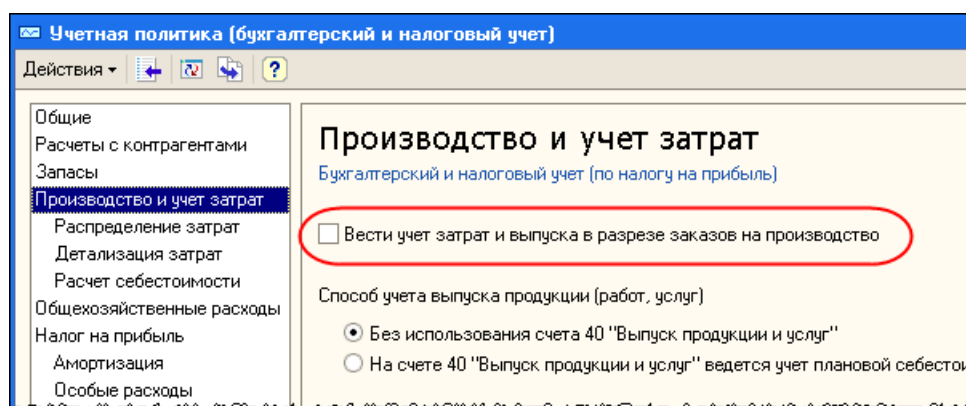 Учетная политика (бухгалтерский и налоговый учет)
Действия
Общие
Расчеты с контрагентами
Запасы
Производство и учет затрат
Распределение затрат
Детализация затрат
Расчет себестоимости
Общехозяйственные расходы
Налог на прибыль
Амортизация
Особые расходы
Производство и учет затрат
Бухгалтерский и налоговый учет (по налогу на прибыль)
Вести учет затрат и выпуска в разрезе заказов на производство
Способ учета выпуска продукции (работ, услуг)
Без использования счета 40 "Выпуск продукции и услуг"
На счете 40 "Выпуск продукции и услуг" ведется учет плановой